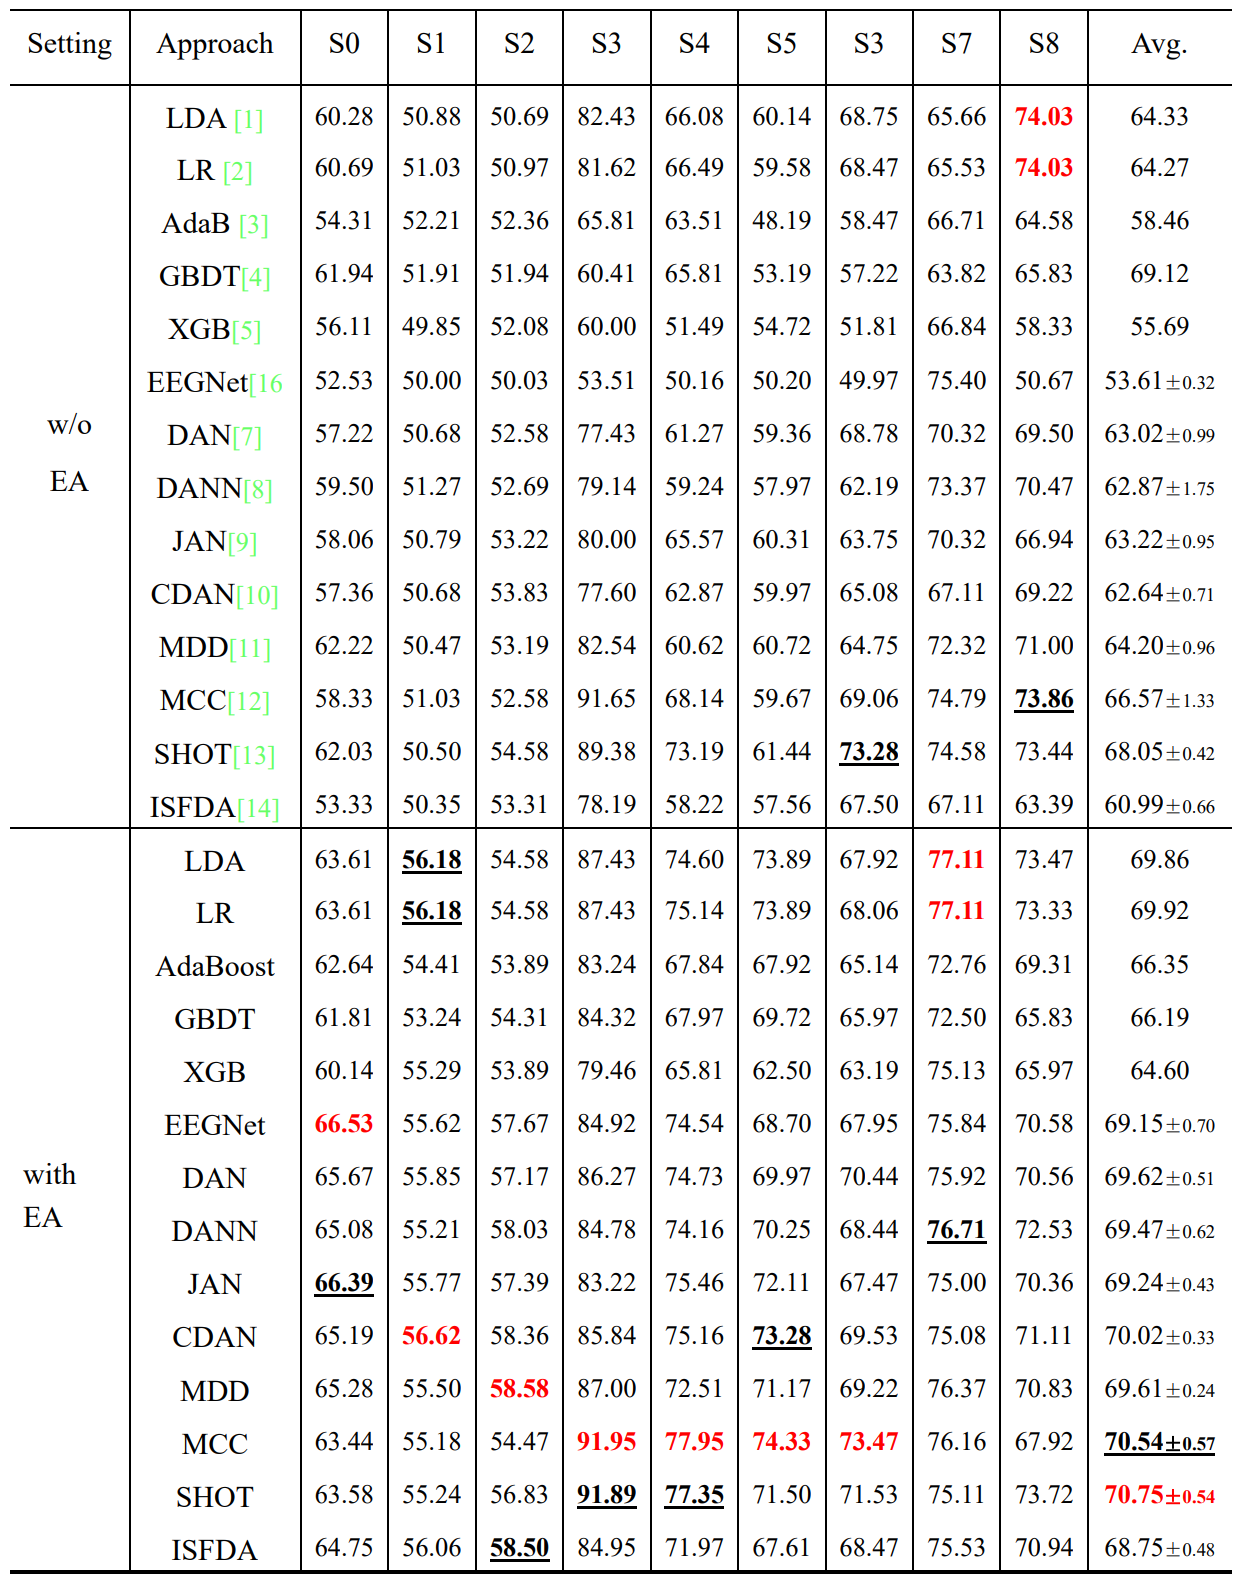 Setting Approach S0 S1 S2 S3 S4 S5 S3 S7 S8 Avg.
w/o EA
LDA [1] 60.28 50.88 50.69 82.43 66.08 60.14 68.75 65.66 74.03 64.33
LR [2] 60.69 51.03 50.97 81.62 66.49 59.58 68.47 65.53 74.03 64.27
AdaB [3] 54.31 52.21 52.36 65.81 63.51 48.19 58.47 66.71 64.58 58.46
GBDT[4] 61.94 51.91 51.94 60.41 65.81 53.19 57.22 63.82 65.83 69.12
XGB[5] 56.11 49.85 52.08 60.00 51.49 54.72 51.81 66.84 58.33 55.69
EEGNet[16 52.53 50.00 50.03 53.51 50.16 50.20 49.97 75.40 50.67 53.61±0.32
DAN[7] 57.22 50.68 52.58 77.43 61.27 59.36 68.78 70.32 69.50 63.02±0.99
DANN[8] 59.50 51.27 52.69 79.14 59.24 57.97 62.19 73.37 70.47 62.87±1.75
JAN[9] 58.06 50.79 53.22 80.00 65.57 60.31 63.75 70.32 66.94 63.22±0.95
CDAN[10] 57.36 50.68 53.83 77.60 62.87 59.97 65.08 67.11 69.22 62.64±0.71
MDD[11] 62.22 50.47 53.19 82.54 60.62 60.72 64.75 72.32 71.00 64.20±0.96
MCC[12] 58.33 51.03 52.58 91.65 68.14 59.67 69.06 74.79 73.86 66.57±1.33
SHOT[13] 62.03 50.50 54.58 89.38 73.19 61.44 73.28 74.58 73.44 68.05±0.42
ISFDA[14] 53.33 50.35 53.31 78.19 58.22 57.56 67.50 67.11 63.39 60.99±0.66
with EA
LDA 63.61 56.18 54.58 87.43 74.60 73.89 67.92 77.11 73.47 69.86
LR 63.61 56.18 54.58 87.43 75.14 73.89 68.06 77.11 73.33 69.92
AdaBoost 62.64 54.41 53.89 83.24 67.84 67.92 65.14 72.76 69.31 66.35
GBDT 61.81 53.24 54.31 84.32 67.97 69.72 65.97 72.50 65.83 66.19
XGB 60.14 55.29 53.89 79.46 65.81 62.50 63.19 75.13 65.97 64.60
EEGNet 66.53 55.62 57.67 84.92 74.54 68.70 67.95 75.84 70.58 69.15±0.70
DAN 65.67 55.85 57.17 86.27 74.73 69.97 70.44 75.92 70.56 69.62±0.51
DANN 65.08 55.21 58.03 84.78 74.16 70.25 68.44 76.71 72.53 69.47±0.62
JAN 66.39 55.77 57.39 83.22 75.46 72.11 67.47 75.00 70.36 69.24±0.43
CDAN 65.19 56.62 58.36 85.84 75.16 73.28 69.53 75.08 71.11 70.02±0.33
MDD 65.28 55.50 58.58 87.00 72.51 71.17 69.22 76.37 70.83 69.61±0.24
MCC 63.44 55.18 54.47 91.95 77.95 74.33 73.47 76.16 67.92 70.54±0.57
SHOT 63.58 55.24 56.83 91.89 77.35 71.50 71.53 75.11 73.72 70.75±0.54
ISFDA 64.75 56.06 58.50 84.95 71.97 67.61 68.47 75.53 70.94 68.75±0.48